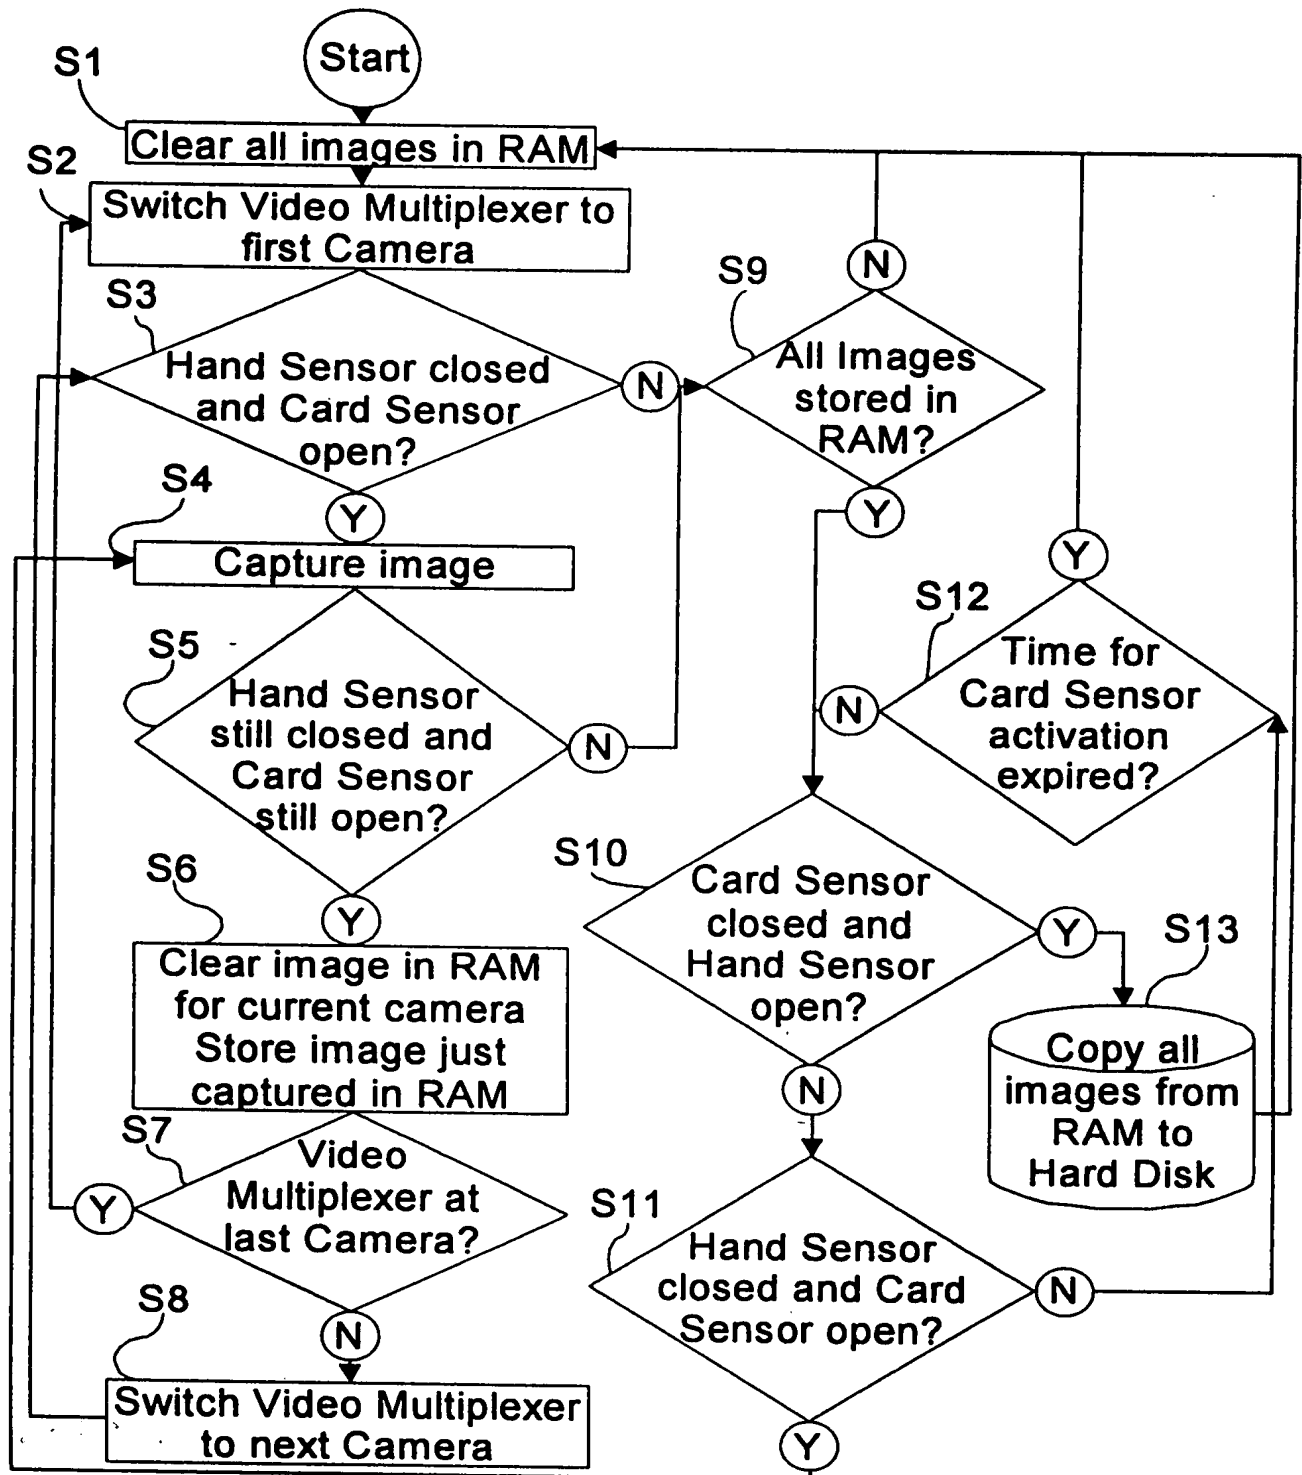 Start
S1
Clear all images in RAM
S2
Switch Video Multiplexer to
first Camera
S3
Hand Sensor closed
and Card Sensor
open?
N
Y
S4
Capture image
S5
Hand Sensor
still closed and
Card Sensor
still open?
N
Y
S6
Clear image in RAM
for current camera
Store image just
captured in RAM
S7
Video
Multiplexer at
last Camera?
Y
N
S8
Switch Video Multiplexer
to next Camera
N
S9
All Images
stored in
RAM?
Y
Y
S12
Time for
Card Sensor
activation
expired?
N
S10
Card Sensor
closed and
Hand Sensor
open?
Y
N
S13
Copy all
images from
RAM to
Hard Disk
S11
Hand Sensor
closed and Card
Sensor open?
N
Y